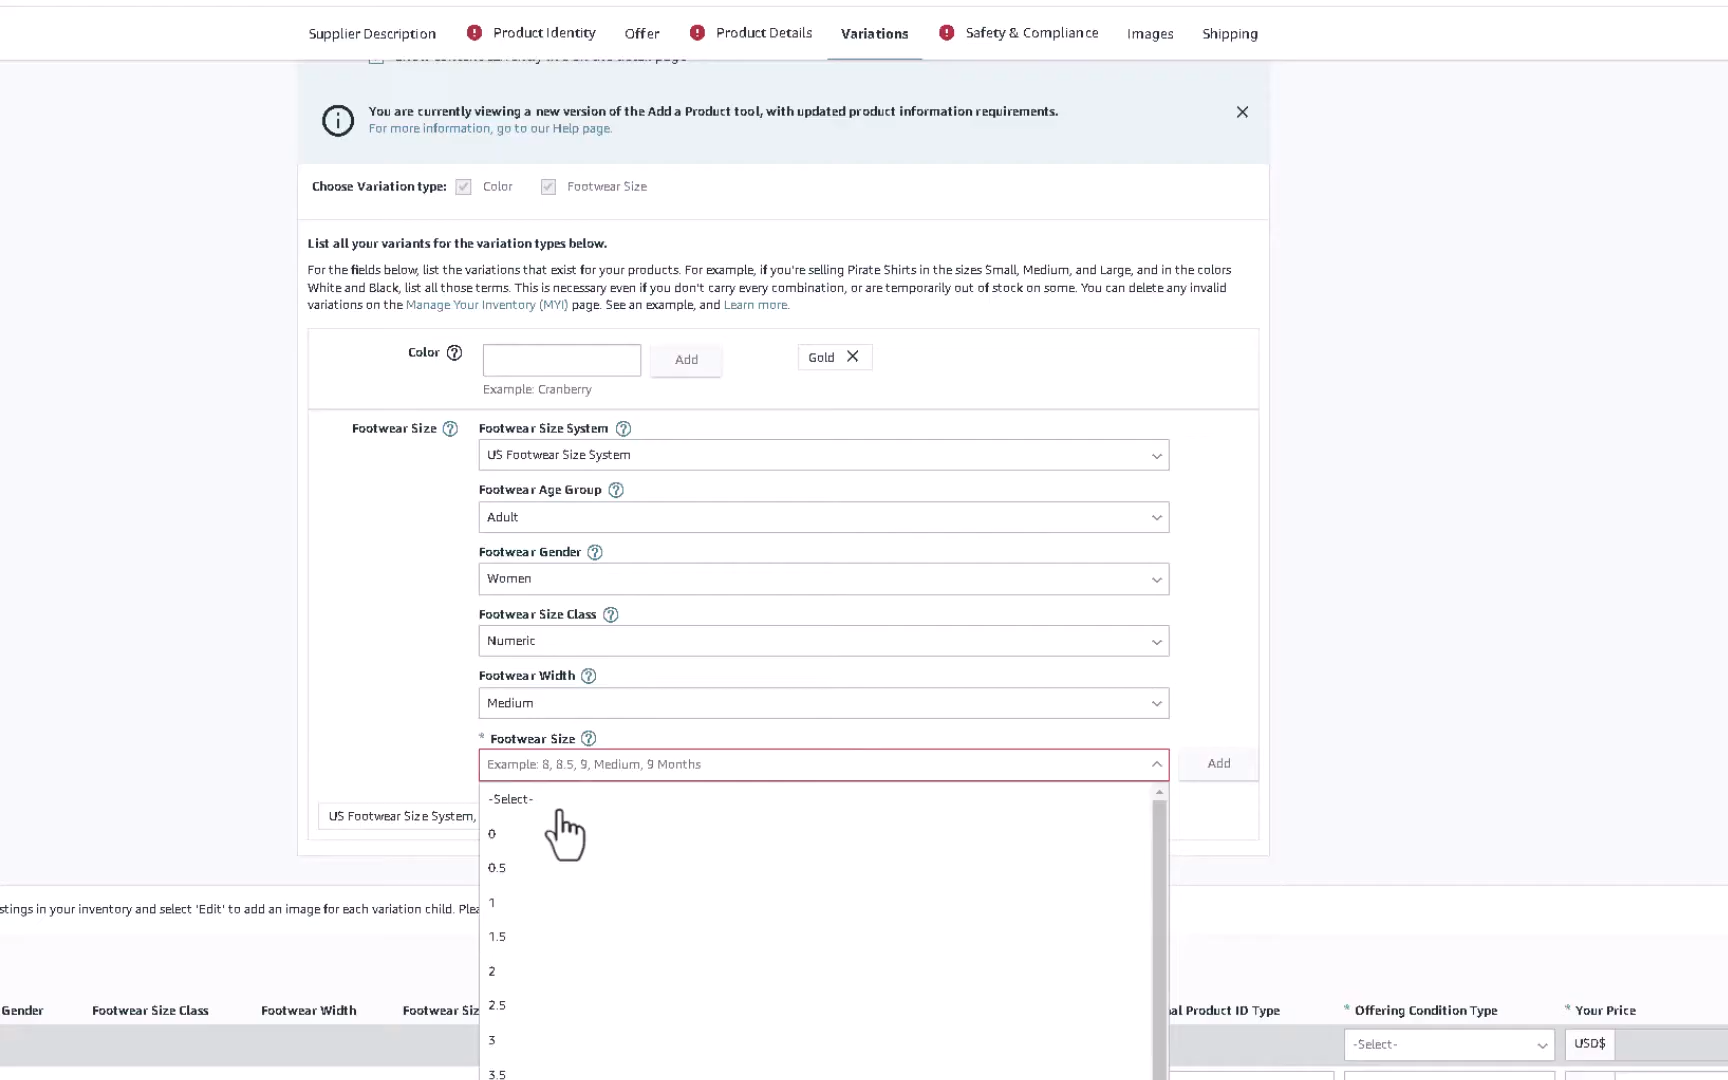 Supplier Description
Product Identity
Offer
Product Details
Variations
Safety & Compliance
Images
Shipping
You are currently viewing a new version of the Add a Product tool, with updated product information requirements.
For more information, go to our Help page.
Choose Variation type:
Color
Footwear Size
List all your variants for the variation types below.
For the fields below, list the variations that exist for your products. For example, if you're selling Pirate Shirts in the sizes Small, Medium, and Large, and in the colors
White and Black, list all those terms. This is necessary even if you don't carry every combination, or are temporarily out of stock on some. You can delete any invalid
variations on the Manage Your Inventory (MYI) page. See an example, and Learn more.
Color
Add
Gold
Example: Cranberry
Footwear Size
Footwear Size System
US Footwear Size System
Footwear Age Group
Adult
Footwear Gender
Women
Footwear Size Class
Numeric
Footwear Width
Medium
* Footwear Size
Example: 8, 8.5, 9, Medium, 9 Months
Add
-Select-
US Footwear Size System,
0
0.5
1
stings in your inventory and select 'Edit' to add an image for each variation child. Plea
1.5
2
2.5
Gender
Footwear Size Class
Footwear Width
Footwear Siz
al Product ID Type
* Offering Condition Type
* Your Price
3
-Select-
USD$
3.5